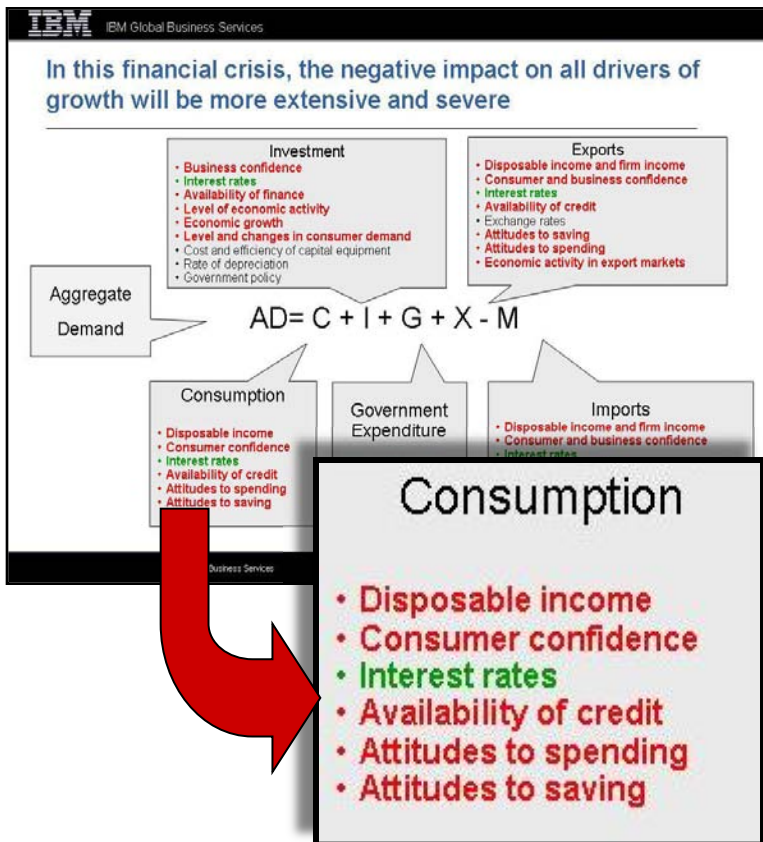 IBM IBM Global Business Services
In this financial crisis, the negative impact on all drivers of
growth will be more extensive and severe
Investment
• Business confidence
• Interest rates
• Availability of finance
• Level of economic activity
• Economic growth
• Level and changes in consumer demand
• Cost and efficiency of capital equipment
• Rate of depreciation
• Government policy
Exports
• Disposable income and firm income
• Consumer and business confidence
• Interest rates
• Availability of credit
• Exchange rates
• Attitudes to saving
• Attitudes to spending
• Economic activity in export markets
Aggregate
Demand
AD= C + I + G + X - M
Consumption
• Disposable income
• Consumer confidence
• Interest rates
• Availability of credit
• Attitudes to spending
• Attitudes to saving
Government
Expenditure
Imports
• Disposable income and firm income
• Consumer and business confidence
• Interest rates
Business Services
Consumption
• Disposable income
• Consumer confidence
• Interest rates
• Availability of credit
• Attitudes to spending
• Attitudes to saving